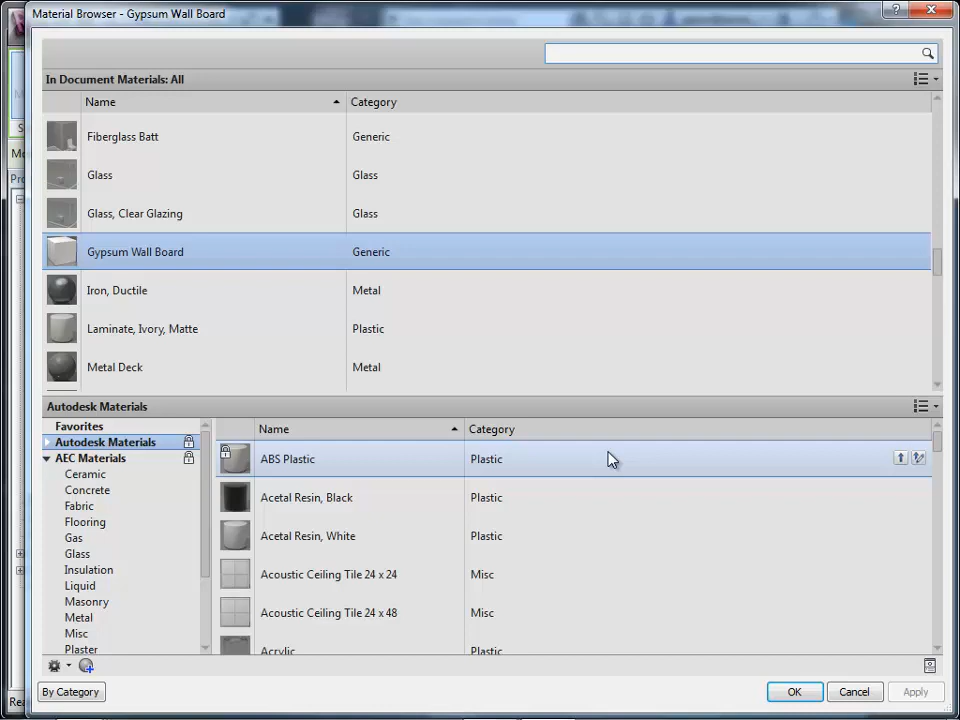 Material Browser - Gypsum Wall Board
In Document Materials: All
Name Category
Fiberglass Batt Generic
Glass Glass
Glass, Clear Glazing Glass
Gypsum Wall Board Generic
Iron, Ductile Metal
Laminate, Ivory, Matte Plastic
Metal Deck Metal
Autodesk Materials
Favorites
Autodesk Materials
AEC Materials
Ceramic
Concrete
Fabric
Flooring
Gas
Glass
Insulation
Liquid
Masonry
Metal
Misc
Plaster
Name Category
ABS Plastic Plastic
Acetal Resin, Black Plastic
Acetal Resin, White Plastic
Acoustic Ceiling Tile 24 x 24 Misc
Acoustic Ceiling Tile 24 x 48 Misc
Acrylic Plastic
By Category
OK Cancel Apply